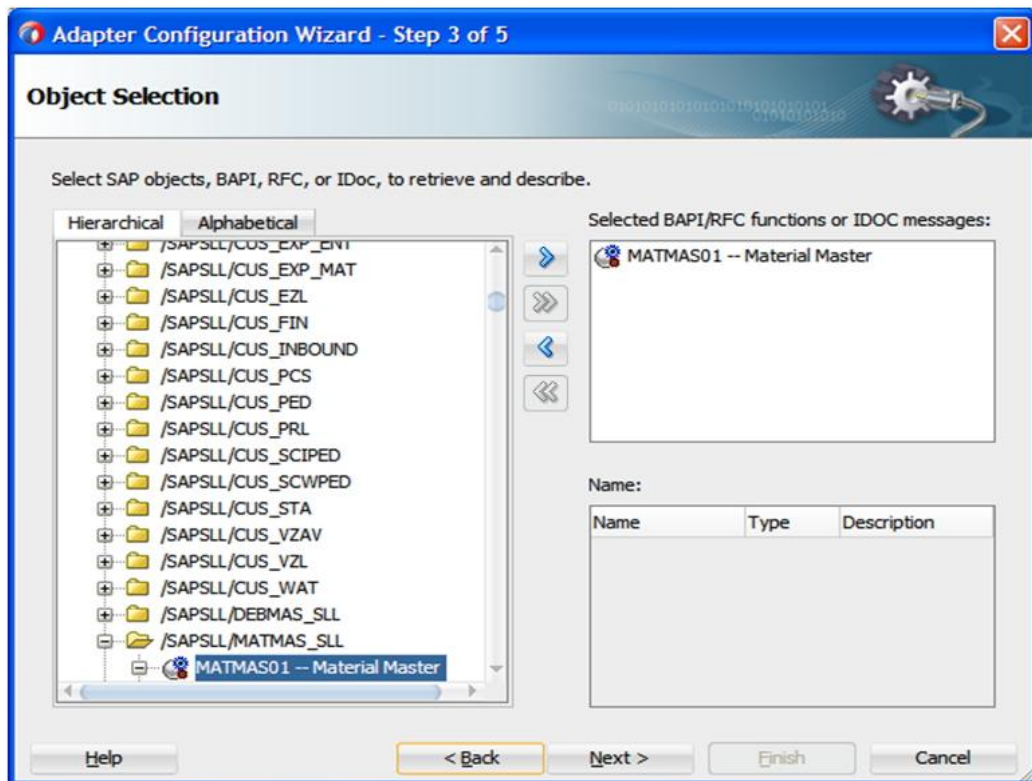 Adapter Configuration Wizard - Step 3 of 5
Object Selection
Select SAP objects, BAPI, RFC, or IDoc, to retrieve and describe.
Hierarchical Alphabetical
/SAPSLL/CUS_EXP_ENT
/SAPSLL/CUS_EXP_MAT
/SAPSLL/CUS_EZL
/SAPSLL/CUS_FIN
/SAPSLL/CUS_INBOUND
/SAPSLL/CUS_PCS
/SAPSLL/CUS_PED
/SAPSLL/CUS_PRL
/SAPSLL/CUS_SCIPED
/SAPSLL/CUS_SCWPED
/SAPSLL/CUS_STA
/SAPSLL/CUS_VZAV
/SAPSLL/CUS_VZL
/SAPSLL/CUS_WAT
/SAPSLL/DEBMAS_SLL
/SAPSLL/MATMAS_SLL
MATMAS01 -- Material Master
Selected BAPI/RFC functions or IDOC messages:
MATMAS01 -- Material Master
Name:
Name Type Description
Help < Back Next > Finish Cancel